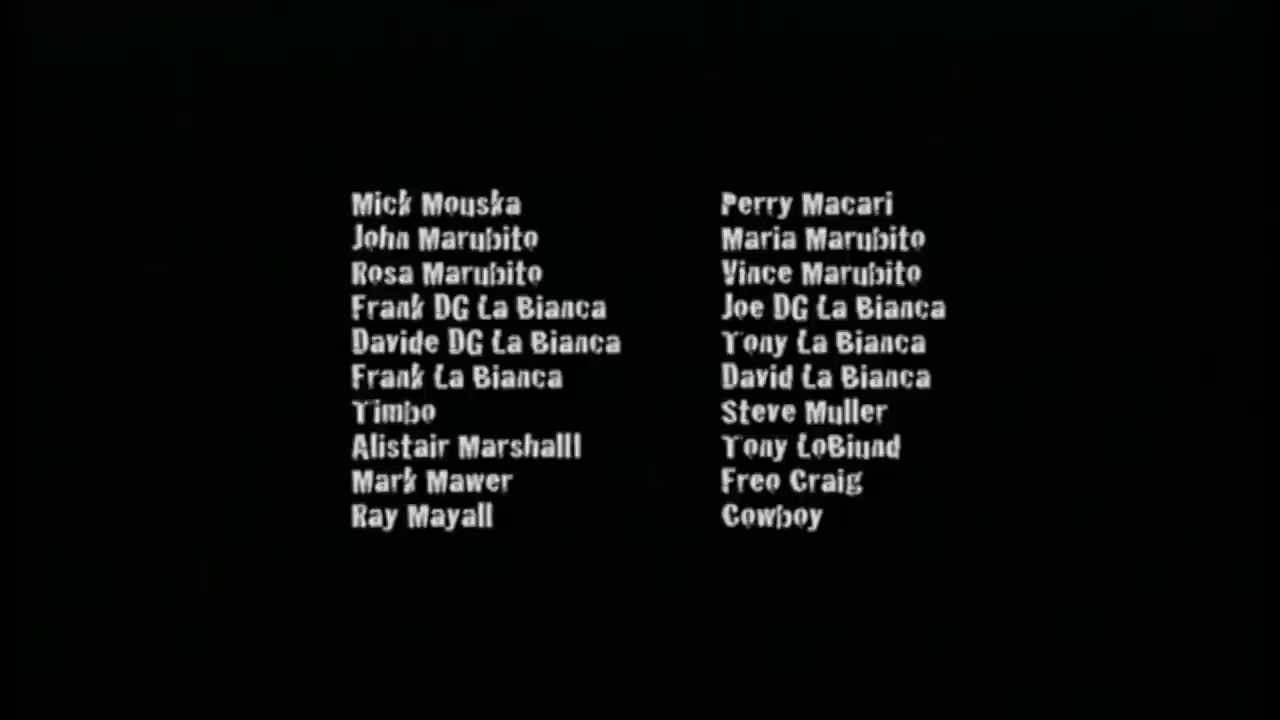 Mick Mouska
John Marubito
Rosa Marubito
Frank DG La Bianca
Davide DG La Bianca
Frank La Bianca
Timbo
Alistair Marshalll
Mark Mawer
Ray Mayall
Perry Macari
Maria Marubito
Vince Marubito
Joe DG La Bianca
Tony La Bianca
David La Bianca
Steve Muller
Tony LoBiund
Freo Craig
Cowboy